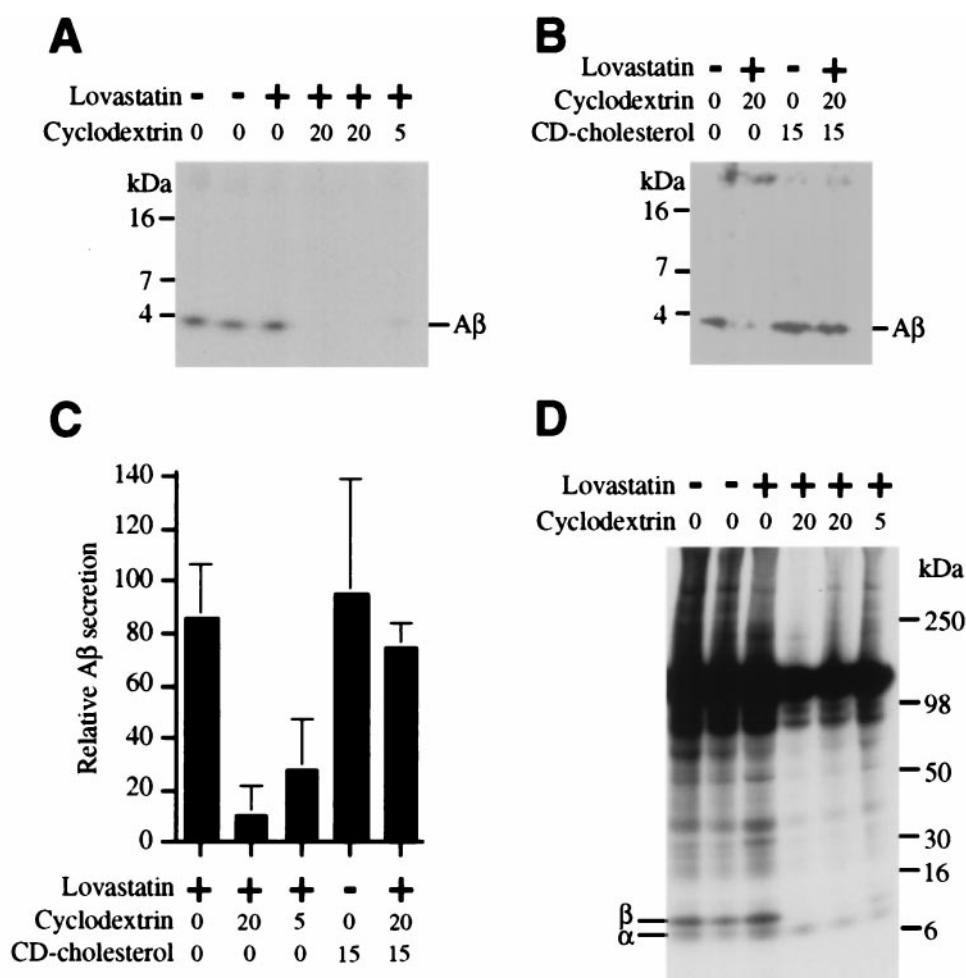 A
Lovastatin - - + + + +
Cyclodextrin 0 0 0 20 20 5
kDa
16
7
4
Aβ
B
Lovastatin - + - +
Cyclodextrin 0 20 0 20
CD-cholesterol 0 0 15 15
kDa
16
7
4
Aβ
C
Relative Aβ secretion
140
120
100
80
60
40
20
0
Lovastatin + + + - +
Cyclodextrin 0 20 5 0 20
CD-cholesterol 0 0 0 15 15
D
Lovastatin - - + + + +
Cyclodextrin 0 0 0 20 20 5
kDa
250
98
50
30
16
6
β
α